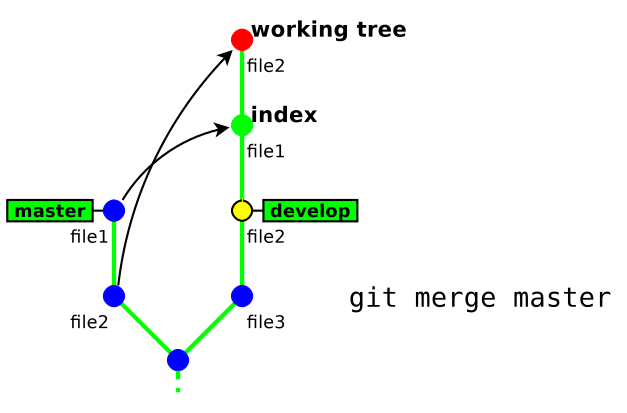 working tree
file2
index
file1
master
develop
file1
file2
git merge master
file2
file3